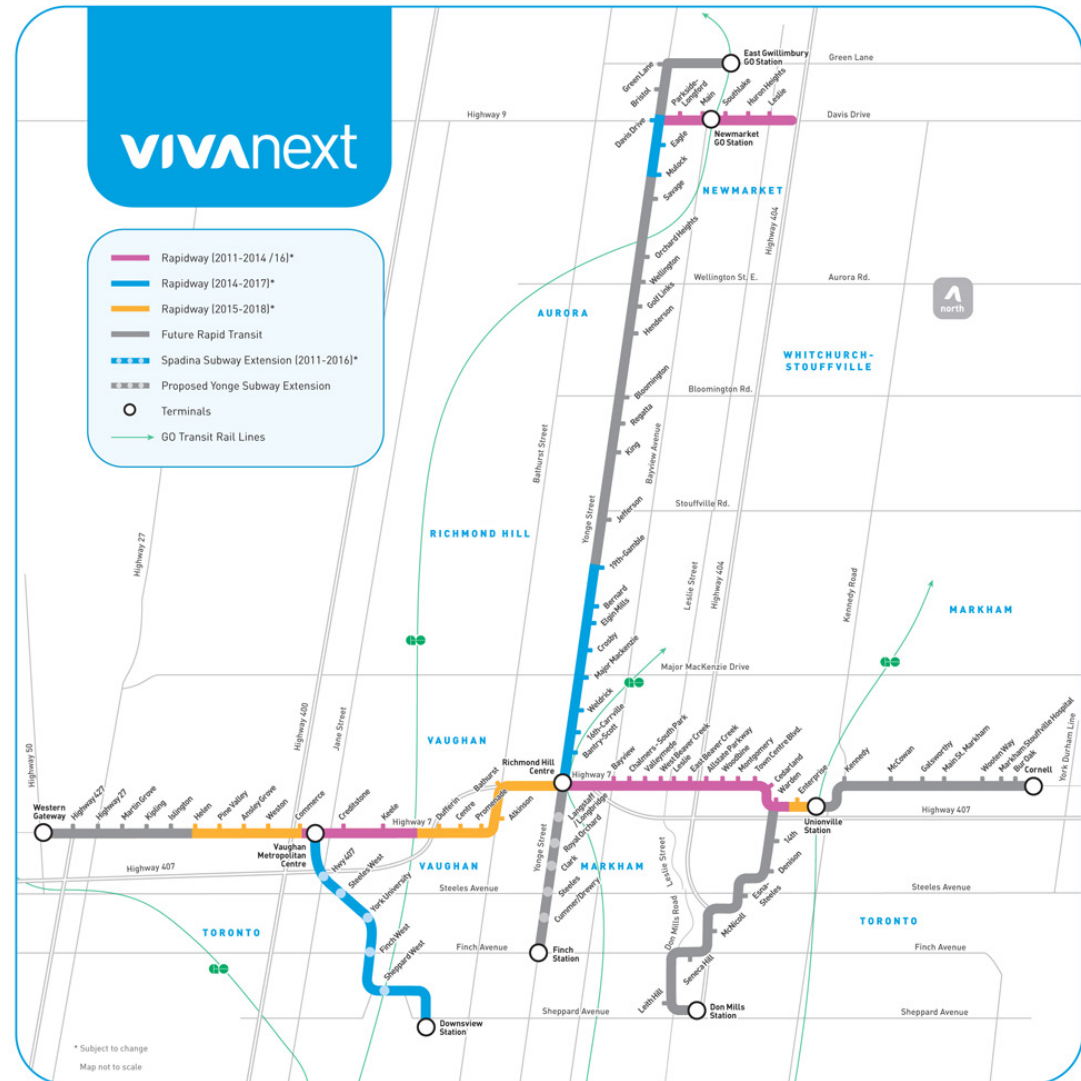 vivanext
Rapidway (2011-2014 /16)*
Rapidway (2014-2017)*
Rapidway (2015-2018)*
Future Rapid Transit
Spadina Subway Extension (2011-2016)*
Proposed Yonge Subway Extension
Terminals
GO Transit Rail Lines
East Gwillimbury
GO Station
Green Lane
Green Lane
Bristol
Parkside-
Longford
Main
Southlake
Huron Heights
Leslie
Highway 9
Davis Drive
Davis Drive
Newmarket
GO Station
Eagle
Mulock
Savage
NEWMARKET
Highway 404
Orchard Heights
Wellington
Golf Links
Henderson
Wellington St. E.
Aurora Rd.
north
AURORA
WHITCHURCH-
STOUFFVILLE
Bloomington
Regatta
King
Bloomington Rd.
Bathurst Street
Bayview Avenue
Jefferson
Stouffville Rd.
Yonge Street
RICHMOND HILL
Highway 27
19th-Gamble
Bernard
Elgin Mills
Crosby
Major Mackenzie
Weldrick
16th-Carrville
Bantry-Scott
Leslie Street
Highway 404
Kennedy Road
MARKHAM
Major MacKenzie Drive
GO
GO
GO
Highway 50
Highway 400
Jane Street
VAUGHAN
Richmond Hill
Centre
Highway 7
Bayview
Chalmers - South Park
Valleymede
West Beaver Creek
Leslie
East Beaver Creek
Allstate Parkway
Woodbine
Montgomery
Town Centre Blvd.
Cedarland
Warden
Enterprise
Kennedy
McCowan
Galsworthy
Main St. Markham
Wooten Way
Markham Stouffville Hospital
Bur Oak
Cornell
York Durham Line
Western
Gateway
Highway 427
Highway 27
Martin Grove
Kipling
Islington
Helen
Pine Valley
Ansley Grove
Weston
Commerce
Creditstone
Keele
Highway 7
Dufferin
Centre
Promenade
Bathurst
Atkinson
Vaughan
Metropolitan
Centre
Unionville
Station
Highway 407
Highway 407
Langstaff
/Longbridge
Royal Orchard
Clark
Steeles
Cummer/Drewry
Yonge Street
Finch
Station
VAUGHAN
MARKHAM
Leslie Street
Don Mills Road
14th
Denison
Esna-
Steeles
McNicoll
Seneca Hill
Leith Hill
Don Mills
Station
Steeles Avenue
Steeles Avenue
TORONTO
TORONTO
Hwy 407
Steeles West
York University
Finch West
Sheppard West
Finch Avenue
Finch Avenue
GO
Downsview
Station
Sheppard Avenue
Sheppard Avenue
* Subject to change
Map not to scale